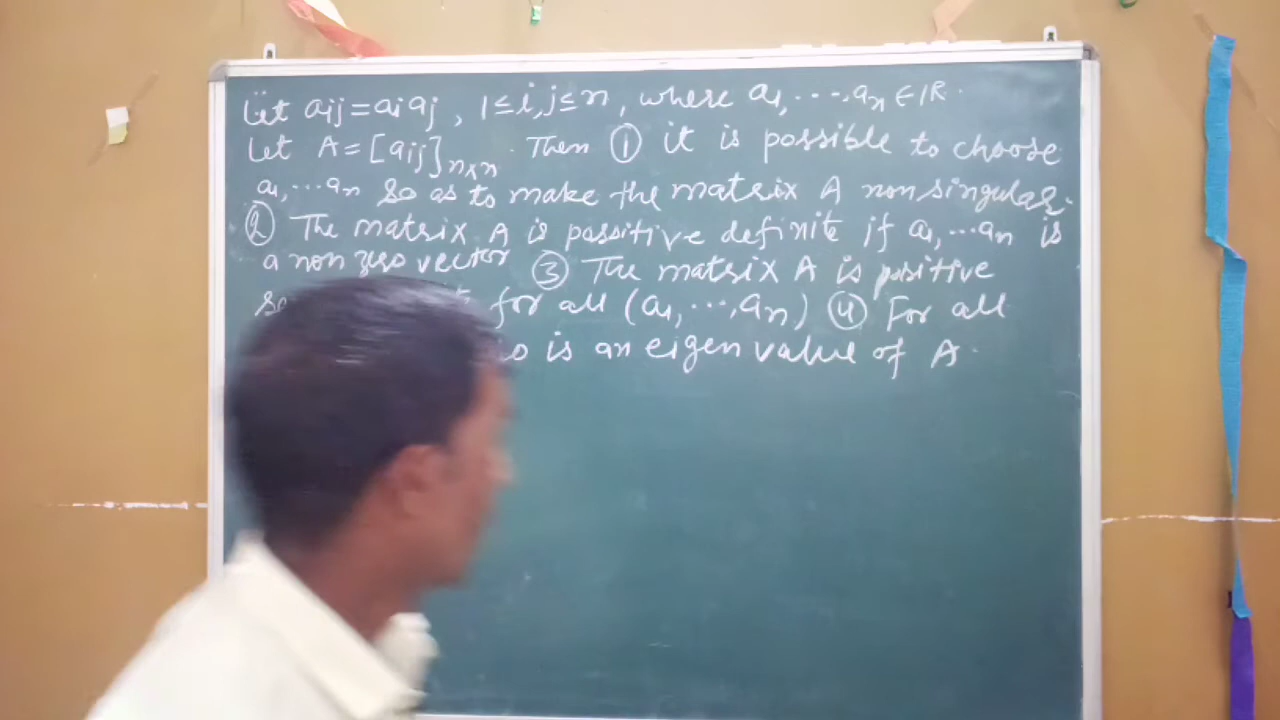 Let aij = ai aj, 1≤i,j≤n, where a1, ..., an ∈ IR.
Let A = [aij]n×n. Then ① it is possible to choose
a1, ... an so as to make the matrix A non singular.
② The matrix A is possitive definite if a1, ... an is
a non zero vector ③ The matrix A is positive
for all (a1, ..., an) ④ For all
is an eigen value of A.